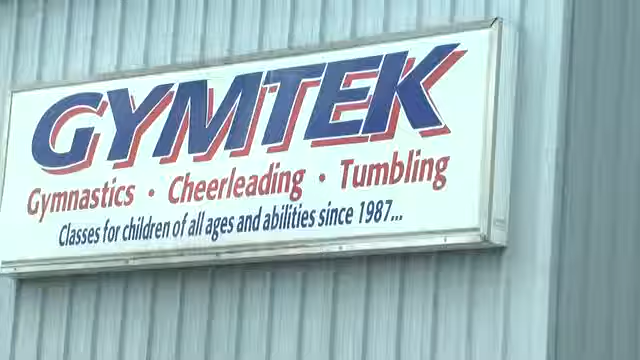 GYMTEK
Gymnastics · Cheerleading · Tumbling
Classes for children of all ages and abilities since 1987...